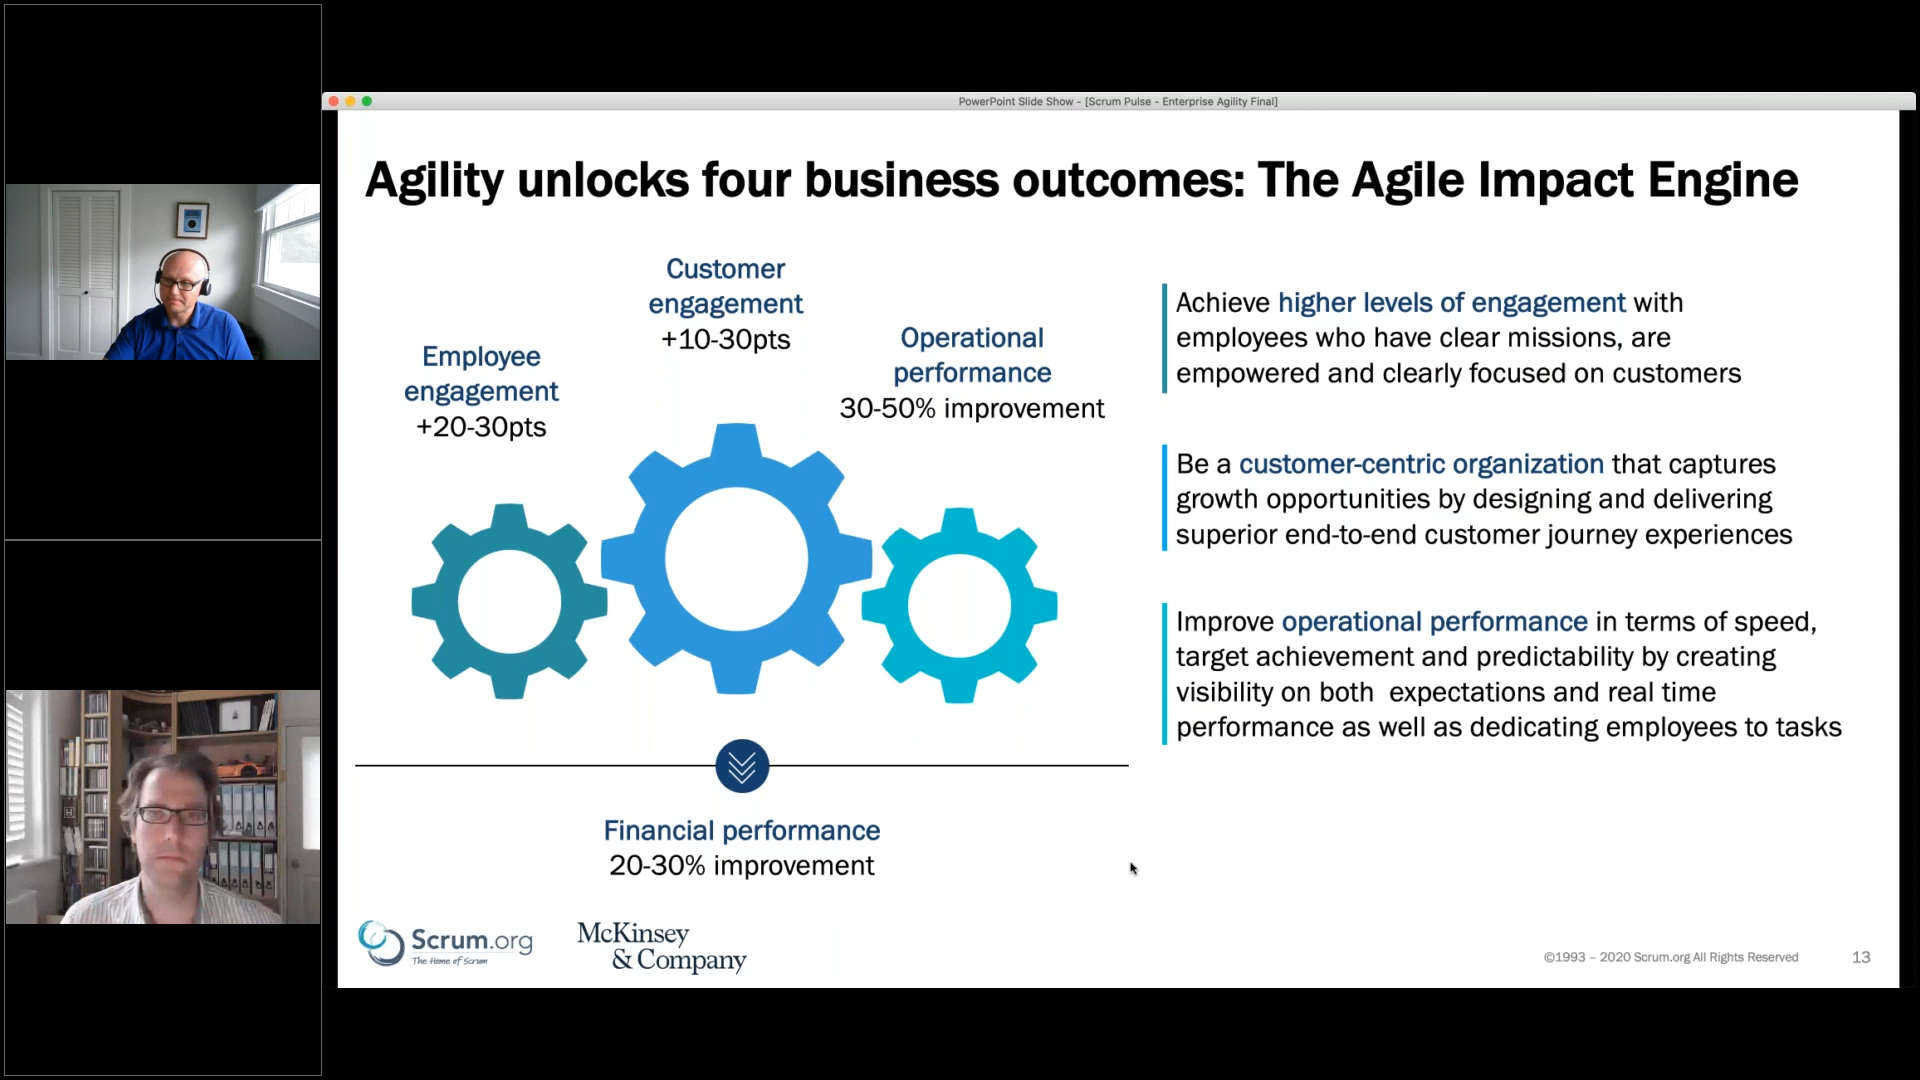 PowerPoint Slide Show - [Scrum Pulse - Enterprise Agility Final]
Agility unlocks four business outcomes: The Agile Impact Engine
Employee
engagement
+20-30pts
Customer
engagement
+10-30pts
Operational
performance
30-50% improvement
Financial performance
20-30% improvement
Achieve higher levels of engagement with
employees who have clear missions, are
empowered and clearly focused on customers
Be a customer-centric organization that captures
growth opportunities by designing and delivering
superior end-to-end customer journey experiences
Improve operational performance in terms of speed,
target achievement and predictability by creating
visibility on both  expectations and real time
performance as well as dedicating employees to tasks
Scrum.org
The Home of Scrum
McKinsey
& Company
©1993 – 2020 Scrum.org All Rights Reserved
13